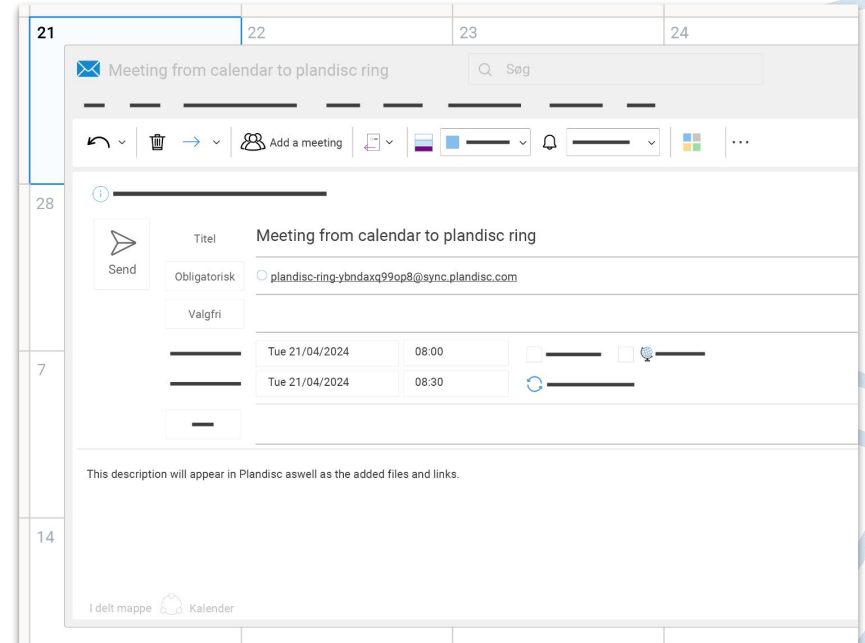 21
22
23
24
Meeting from calendar to plandisc ring
Søg
Add a meeting
28
Titel
Meeting from calendar to plandisc ring
Send
Obligatorisk
plandisc-ring-ybndaxq99op8@sync.plandisc.com
Valgfri
Tue 21/04/2024
08:00
7
Tue 21/04/2024
08:30
This description will appear in Plandisc aswell as the added files and links.
14
I delt mappe
Kalender